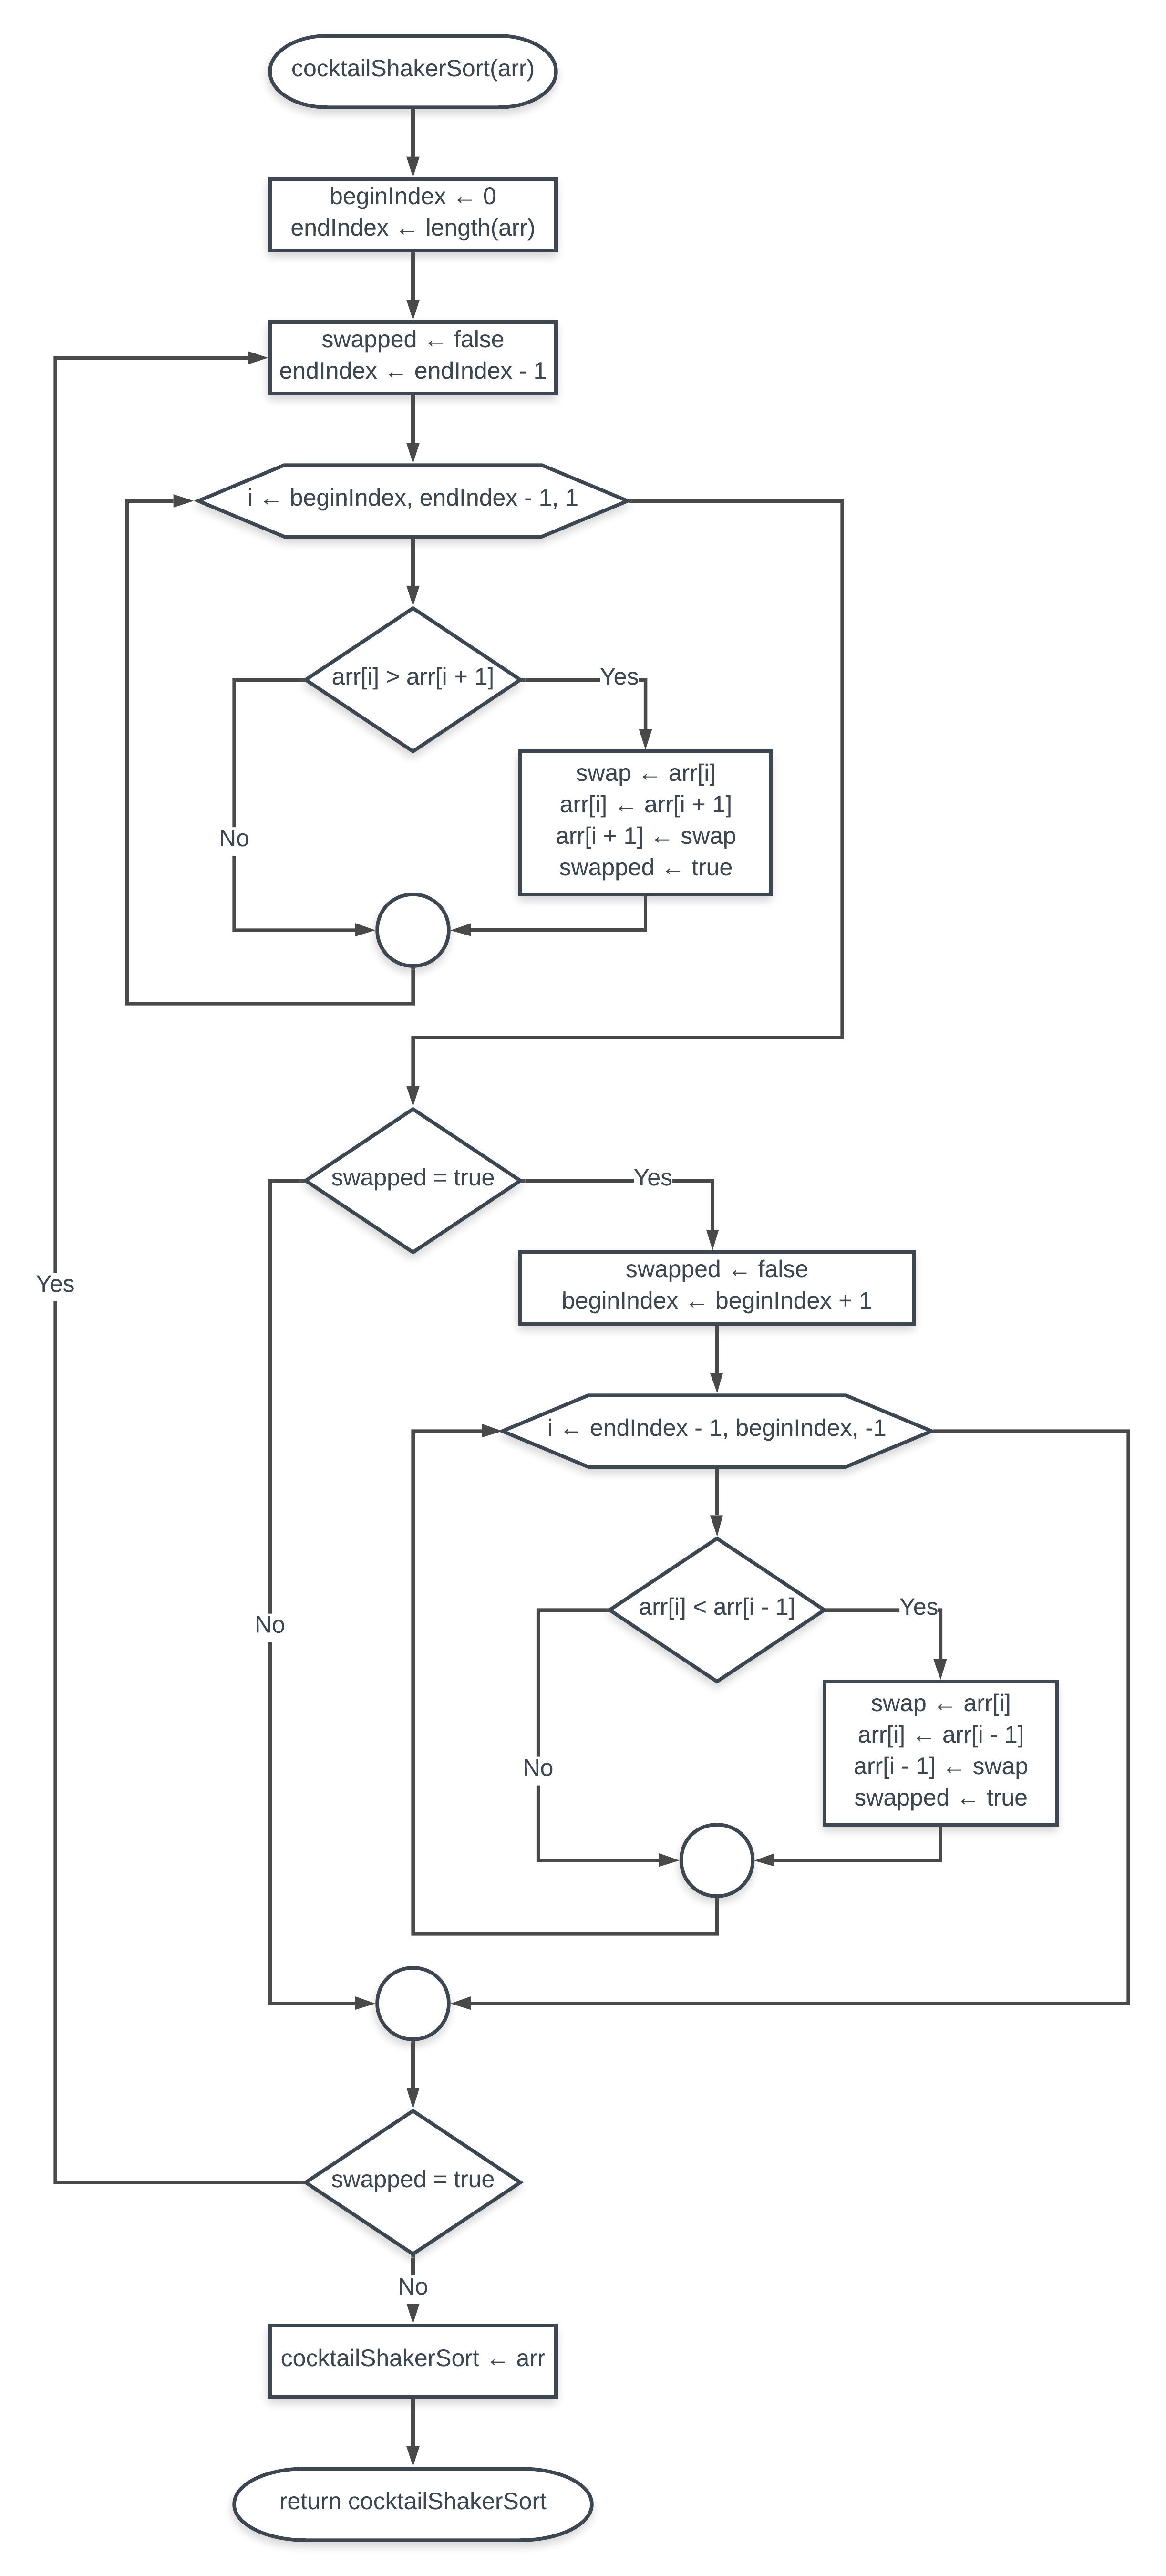 cocktailShakerSort(arr)
beginIndex ← 0
endIndex ← length(arr)
swapped ← false
endIndex ← endIndex - 1
i ← beginIndex, endIndex - 1, 1
arr[i] > arr[i + 1]
Yes
swap ← arr[i]
arr[i] ← arr[i + 1]
arr[i + 1] ← swap
swapped ← true
No
swapped = true
Yes
swapped ← false
beginIndex ← beginIndex + 1
Yes
i ← endIndex - 1, beginIndex, -1
arr[i] < arr[i - 1]
Yes
No
swap ← arr[i]
arr[i] ← arr[i - 1]
arr[i - 1] ← swap
swapped ← true
No
swapped = true
No
cocktailShakerSort ← arr
return cocktailShakerSort